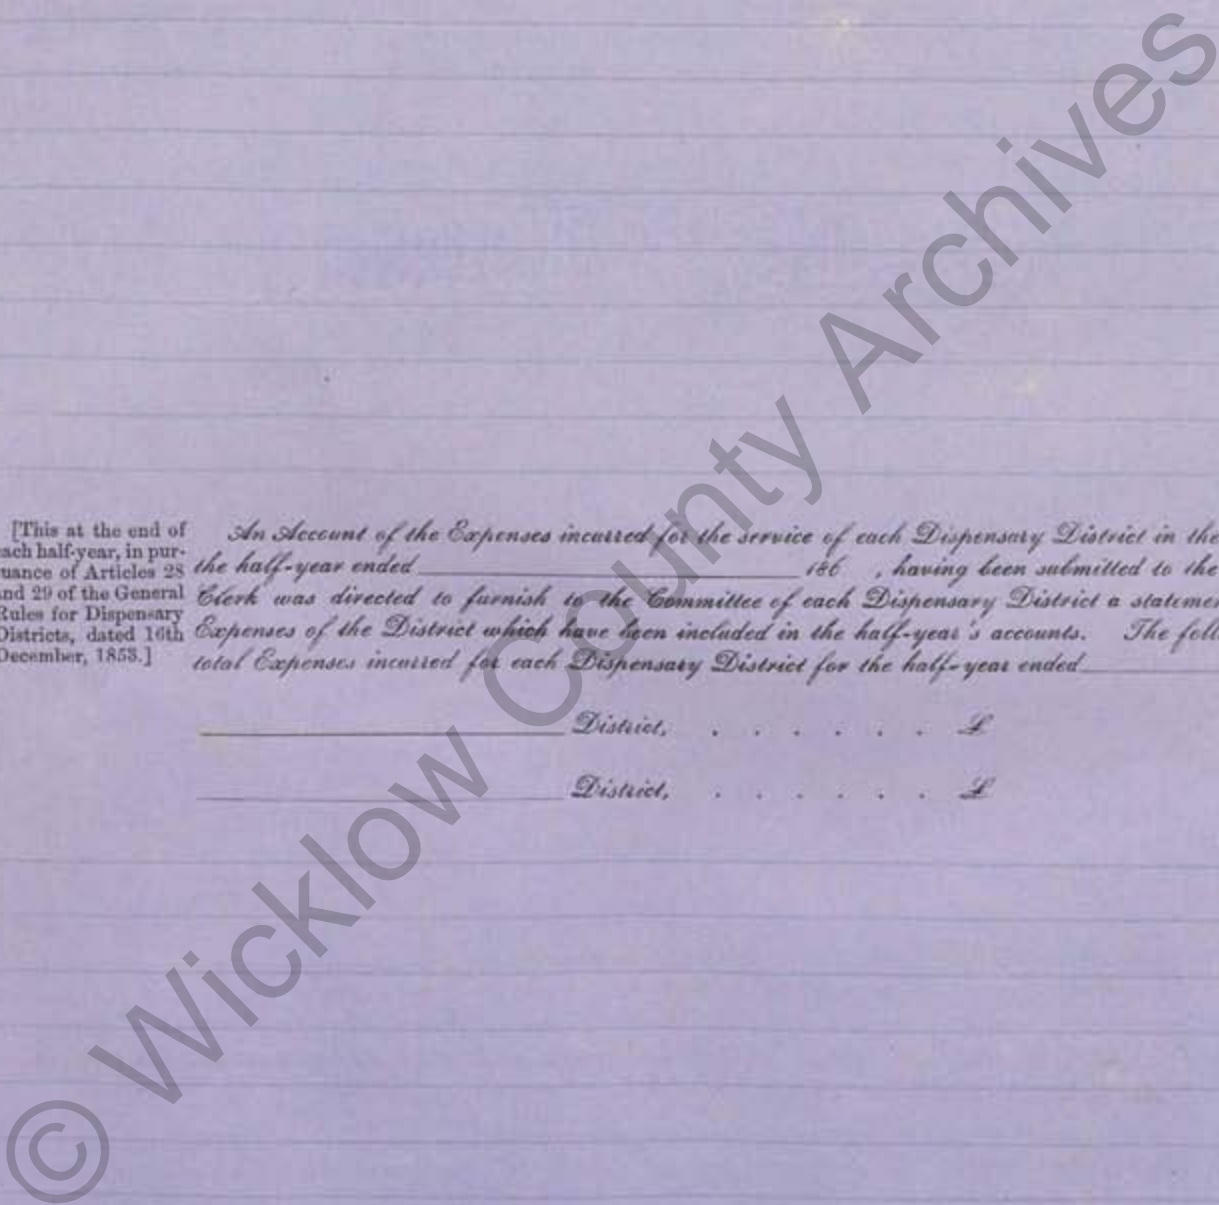 [This at the end of
each half-year, in pur-
suance of Articles 28
and 29 of the General
Rules for Dispensary
Districts, dated 16th
December, 1853.]
An Account of the Expenses incurred for the service of each Dispensary District in the
the half-year ended 186 , having been submitted to the
Clerk was directed to furnish to the Committee of each Dispensary District a statemen
Expenses of the District which have been included in the half-year's accounts. The foll
total Expenses incurred for each Dispensary District for the half-year ended
District, . . . . . . £
District, . . . . . . £
© Wicklow County Archives